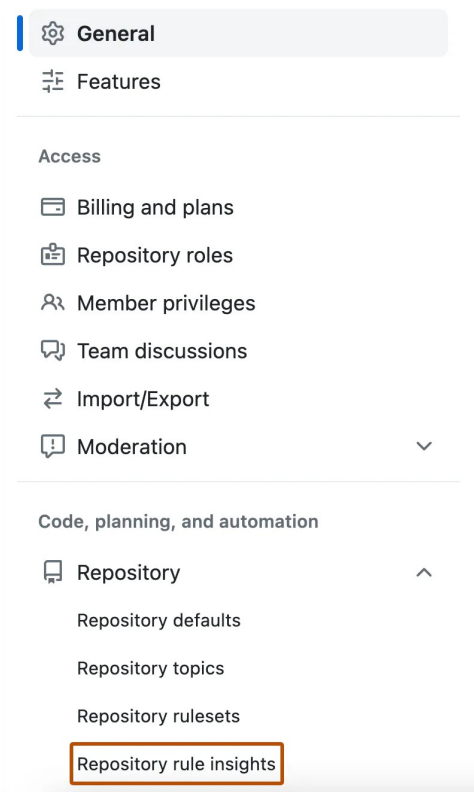 General
Features
Access
Billing and plans
Repository roles
Member privileges
Team discussions
Import/Export
Moderation
Code, planning, and automation
Repository
Repository defaults
Repository topics
Repository rulesets
Repository rule insights